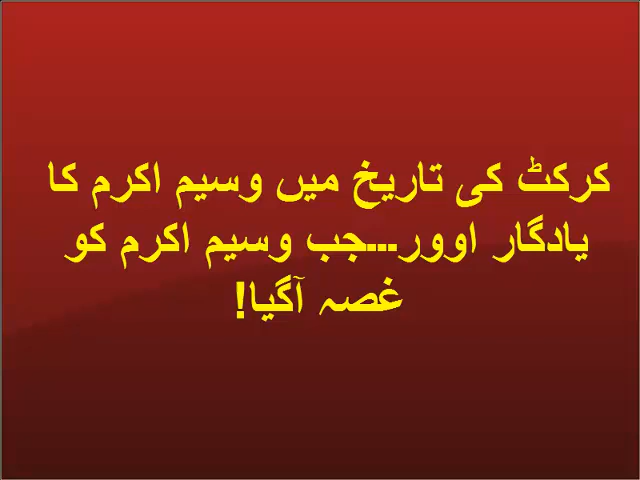 کرکٹ کی تاریخ میں وسیم اکرم کا
یادگار اوور...جب وسیم اکرم کو
غصہ آگیا!